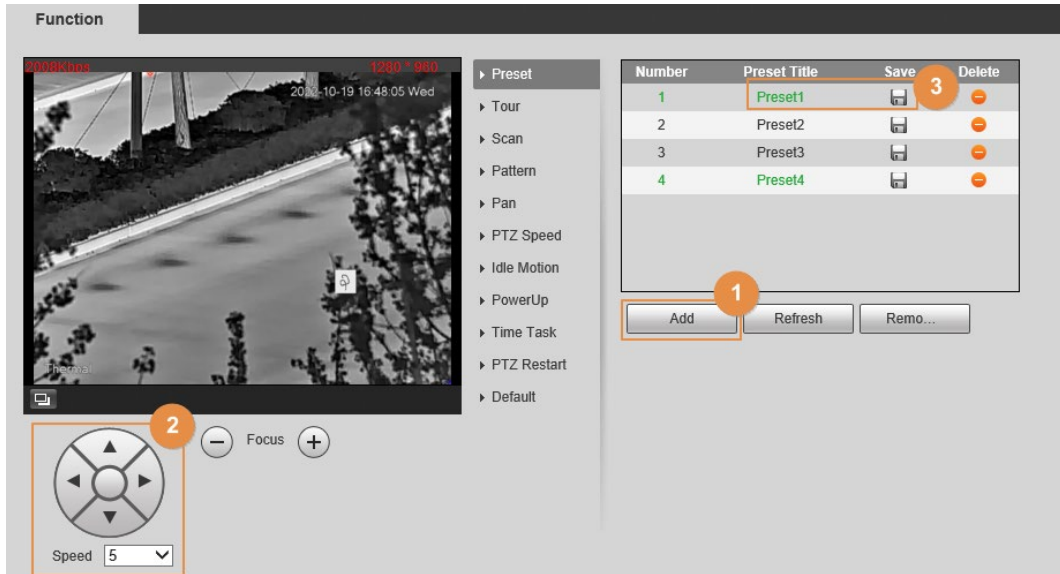 Function
2008Kbps 1280 * 960
2020-10-19 16:48:05 Wed
Thermal
Preset
Tour
Scan
Pattern
Pan
PTZ Speed
Idle Motion
PowerUp
Time Task
PTZ Restart
Default
Number Preset Title Save Delete
3
1 Preset1
2 Preset2
3 Preset3
4 Preset4
1
Add Refresh Remo...
2
Focus
Speed 5